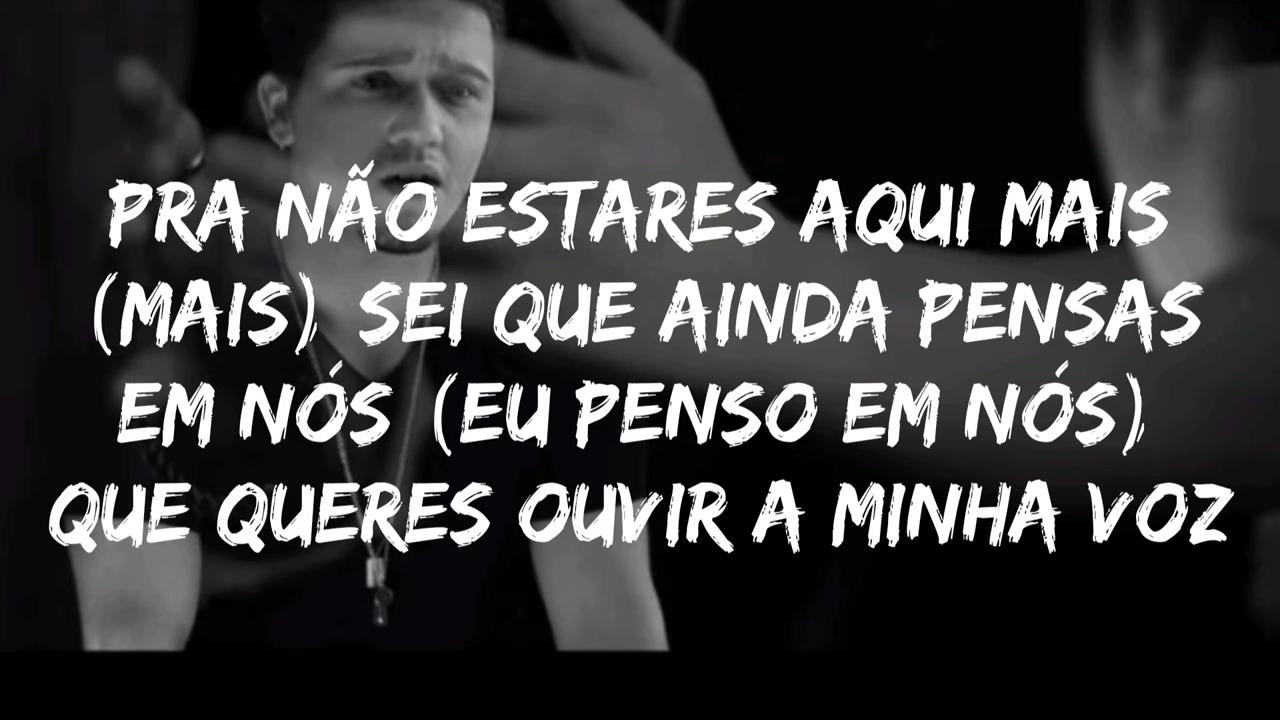 PRA NÃO ESTARES AQUI MAIS
(MAIS), SEI QUE AINDA PENSAS
EM NÓS (EU PENSO EM NÓS),
QUE QUERES OUVIR A MINHA VOZ